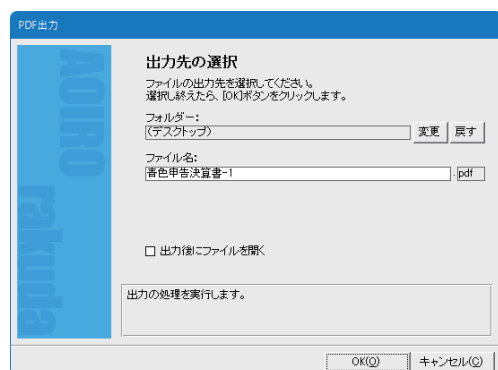 PDF出力
AOIRO
rakuda
出力先の選択
ファイルの出力先を選択してください。
選択し終えたら、[OK]ボタンをクリックします。
フォルダー:
(デスクトップ)
変更
戻す
ファイル名:
青色申告決算書-1
.pdf
出力後にファイルを開く
出力の処理を実行します。
OK(O)
キャンセル(C)